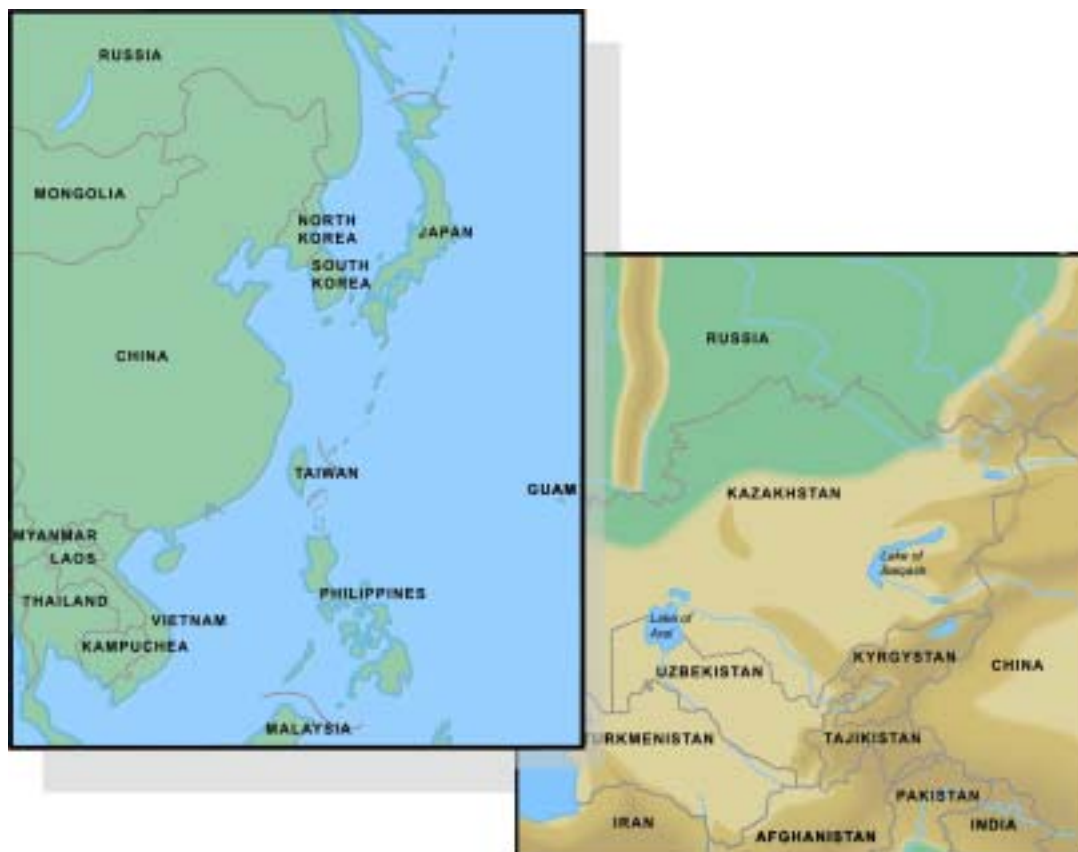 RUSSIA
MONGOLIA
NORTH
KOREA
JAPAN
SOUTH
KOREA
CHINA
TAIWAN
GUAM
MYANMAR
LAOS
THAILAND
PHILIPPINES
VIETNAM
KAMPUCHEA
MALAYSIA
RUSSIA
KAZAKHSTAN
Lake of
Lake of
Aral
KYRGYSTAN
CHINA
UZBEKISTAN
TURKMENISTAN
TAJIKISTAN
PAKISTAN
IRAN
AFGHANISTAN
INDIA